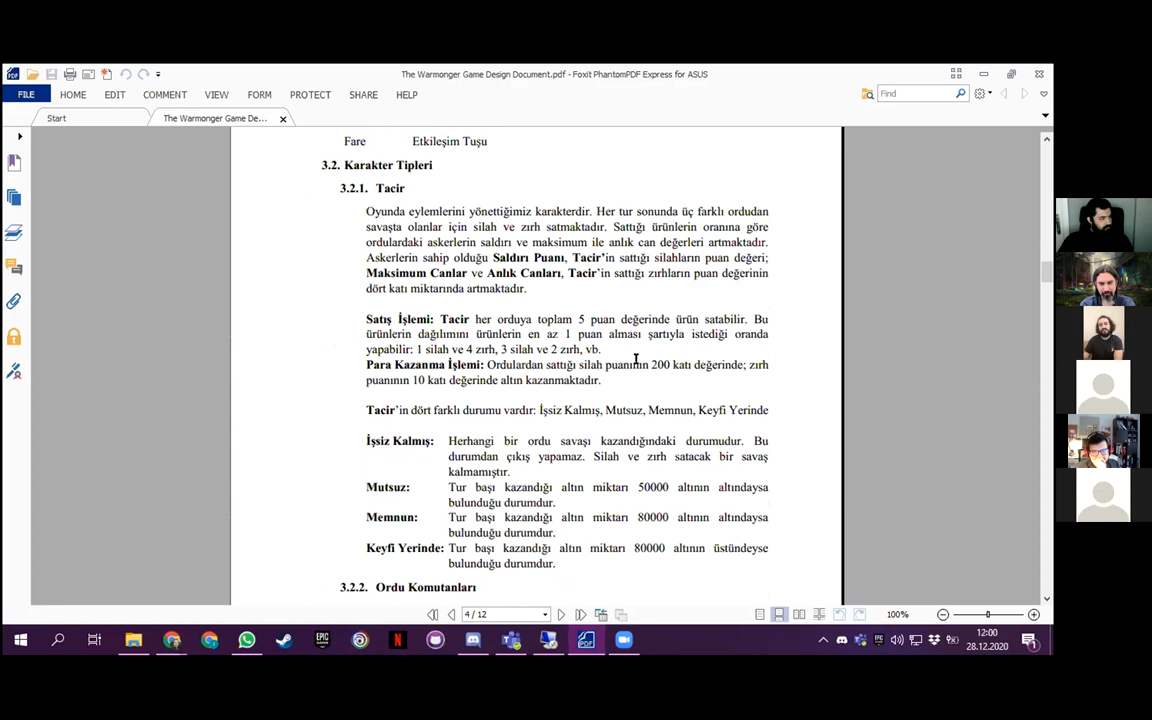 The Warmonger Game Design Document.pdf - Foxit PhantomPDF Express for ASUS
FILE HOME COMMENT EDIT VIEW FORM PROTECT SHARE HELP
Find
Start
The Warmonger Game De...
Fare Etkileşim Tuşu
3.2. Karakter Tipleri
3.2.1. Tacir
Oyunda eylemlerini yönettiğimiz karakterdir. Her tur sonunda üç farklı ordudan
savaşta olanlar için silah ve zırh satmaktadır. Sattığı ürünlerin oranına göre
ordulardaki askerlerin saldırı ve maksimum ile anlık can değerleri artmaktadır.
Askerlerin sahip olduğu Saldırı Puanı, Tacir'in sattığı silahların puan değeri;
Maksimum Canlar ve Anlık Canları, Tacir'in sattığı zırhların puan değerinin
dört katı miktarında artmaktadır.
Satış İşlemi: Tacir her orduya toplam 5 puan değerinde ürün satabilir. Bu
ürünlerin dağılımını ürünlerin en az 1 puan alması şartıyla istediği oranda
yapabilir: 1 silah ve 4 zırh, 3 silah ve 2 zırh, vb.
Para Kazanma İşlemi: Ordulardan sattığı silah puanının 200 katı değerinde; zırh
puanının 10 katı değerinde altın kazanmaktadır.
Tacir'in dört farklı durumu vardır: İşsiz Kalmış, Mutsuz, Memnun, Keyfi Yerinde
İşsiz Kalmış: Herhangi bir ordu savaşı kazandığındaki durumudur. Bu
durumdan çıkış yapamaz. Silah ve zırh satacak bir savaş
kalmamıştır.
Mutsuz: Tur başı kazandığı altın miktarı 50000 altının altındaysa
bulunduğu durumdur.
Memnun: Tur başı kazandığı altın miktarı 80000 altının altındaysa
bulunduğu durumdur.
Keyfi Yerinde: Tur başı kazandığı altın miktarı 80000 altının üstündeyse
bulunduğu durumdur.
3.2.2. Ordu Komutanları
4 / 12
100%
12:00
28.12.2020